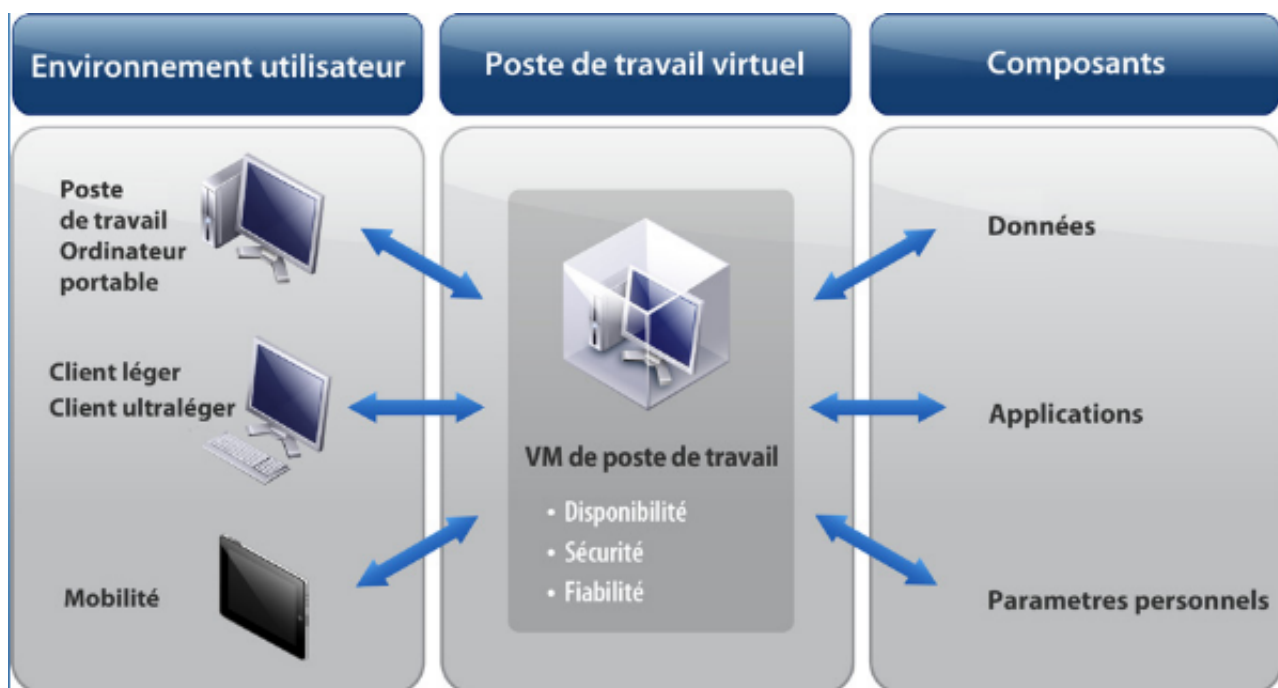 Environnement utilisateur
Poste de travail virtuel
Composants
Poste
de travail
Ordinateur
portable
Client léger
Client ultraléger
Mobilité
VM de poste de travail
• Disponibilité
• Sécurité
• Fiabilité
Données
Applications
Parametres personnels